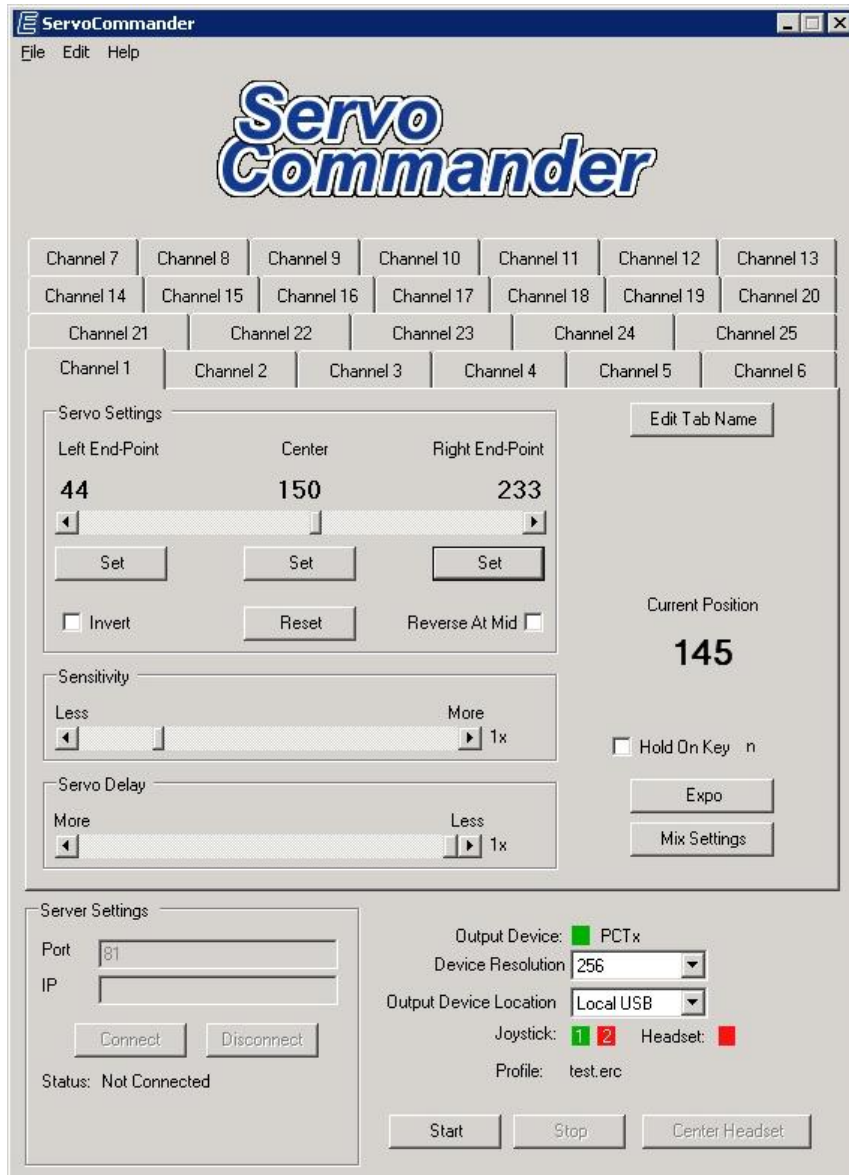 ServoCommander
File Edit Help
Servo
Commander
Channel 7 Channel 8 Channel 9 Channel 10 Channel 11 Channel 12 Channel 13
Channel 14 Channel 15 Channel 16 Channel 17 Channel 18 Channel 19 Channel 20
Channel 21 Channel 22 Channel 23 Channel 24 Channel 25
Channel 1 Channel 2 Channel 3 Channel 4 Channel 5 Channel 6
Servo Settings
Edit Tab Name
Left End-Point Center Right End-Point
44 150 233
Set Set Set
Invert Reset Reverse At Mid
Current Position
145
Sensitivity
Less More
1x
Hold On Key n
Servo Delay
Expo
More Less
1x
Mix Settings
Server Settings
Port 81
IP
Connect Disconnect
Status: Not Connected
Output Device: PCTx
Device Resolution 256
Output Device Location Local USB
Joystick: 1 2 Headset:
Profile: test.erc
Start Stop Center Headset